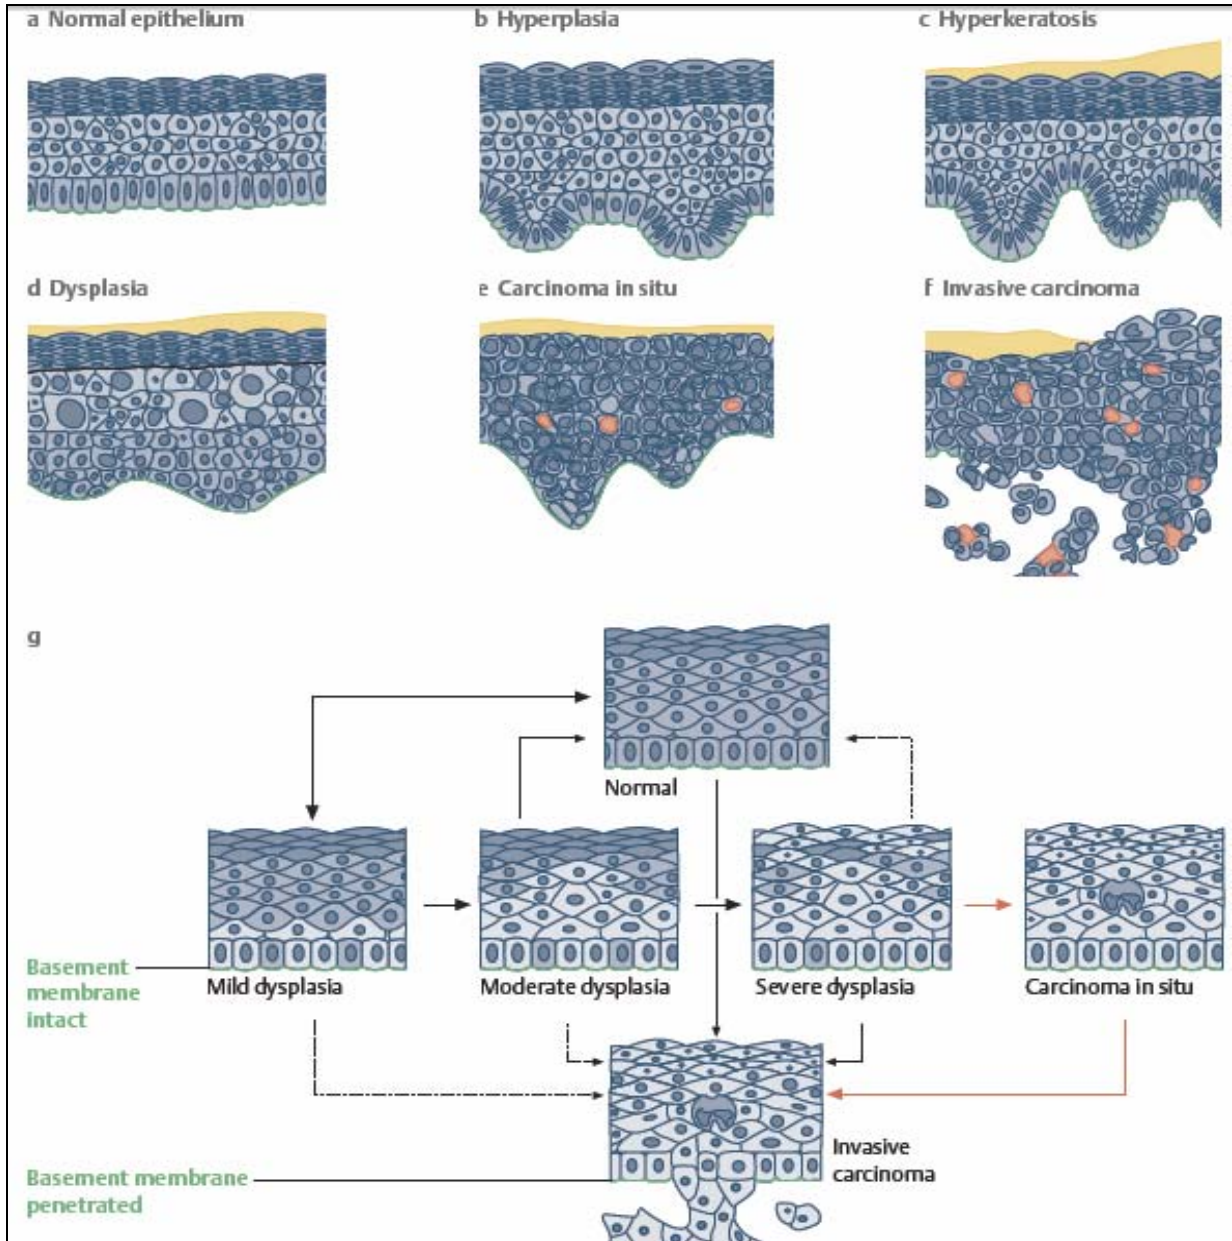 a Normal epithelium
b Hyperplasia
c Hyperkeratosis
d Dysplasia
e Carcinoma in situ
f Invasive carcinoma
g
Normal
Basement
membrane
intact
Mild dysplasia
Moderate dysplasia
Severe dysplasia
Carcinoma in situ
Invasive
carcinoma
Basement membrane
penetrated